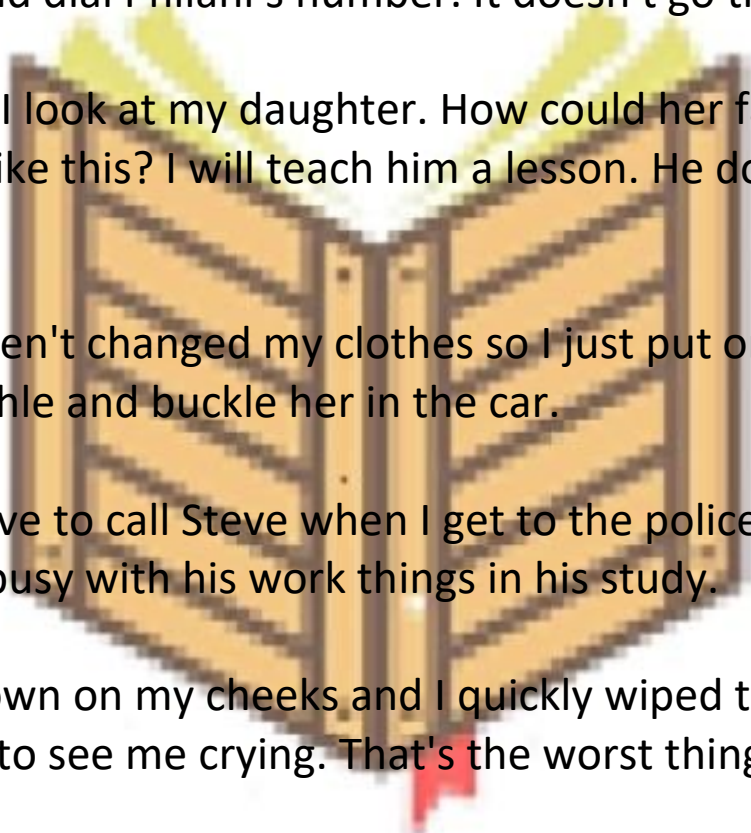 d dial Philani's number. It doesn't go th
I look at my daughter. How could her f
ike this? I will teach him a lesson. He do
en't changed my clothes so I just put o
hle and buckle her in the car.
ve to call Steve when I get to the police
busy with his work things in his study.
own on my cheeks and I quickly wiped t
to see me crying. That's the worst thing